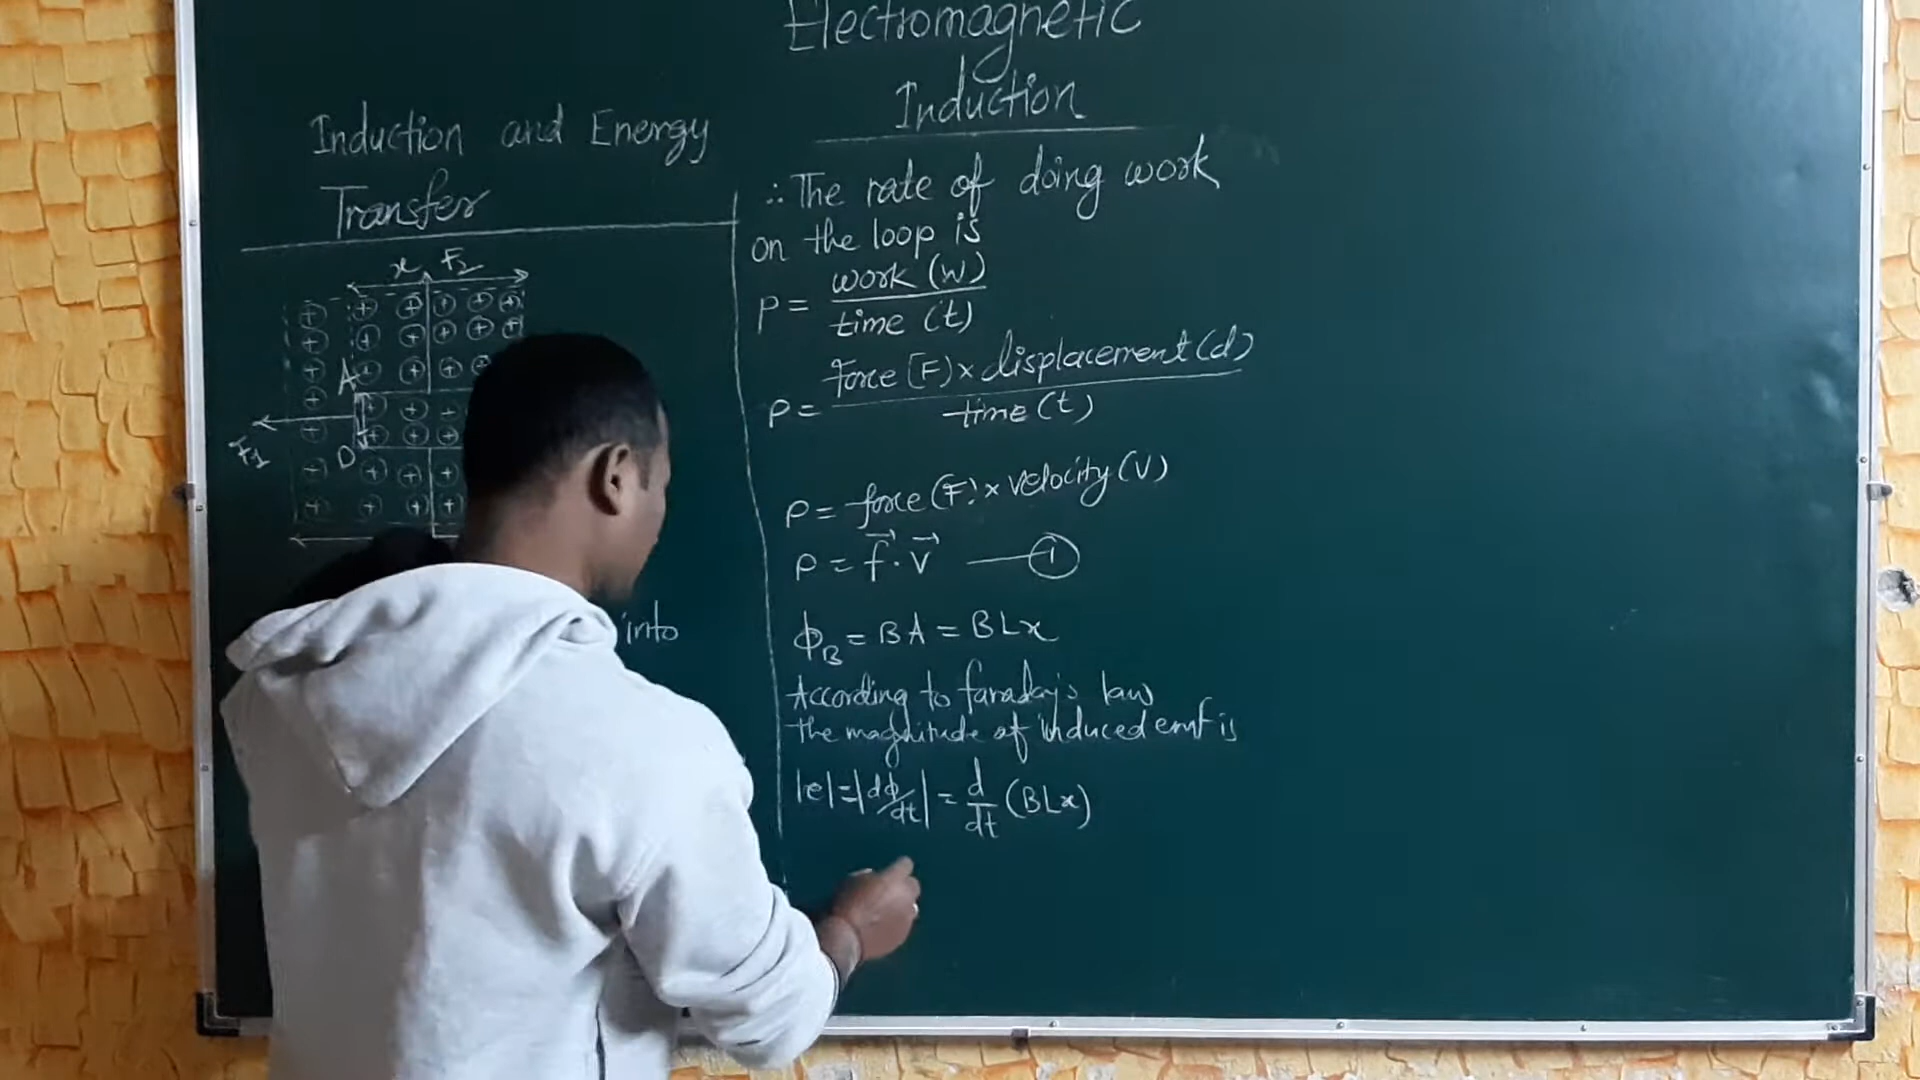 Electromagnetic
Induction
Induction and Energy
Transfer
x F₂
A
F₁
D
into
∴ The rate of doing work
on the loop is
P = work (W) / time (t)
P = force (F) × displacement (d) / time (t)
P = force (F) × velocity (V)
P = f⃗ · v⃗ —— ①
ϕ_B = BA = BLx
According to faraday's law
the magnitude of induced emf is
|e| = |dϕ/dt| = d/dt (BLx)